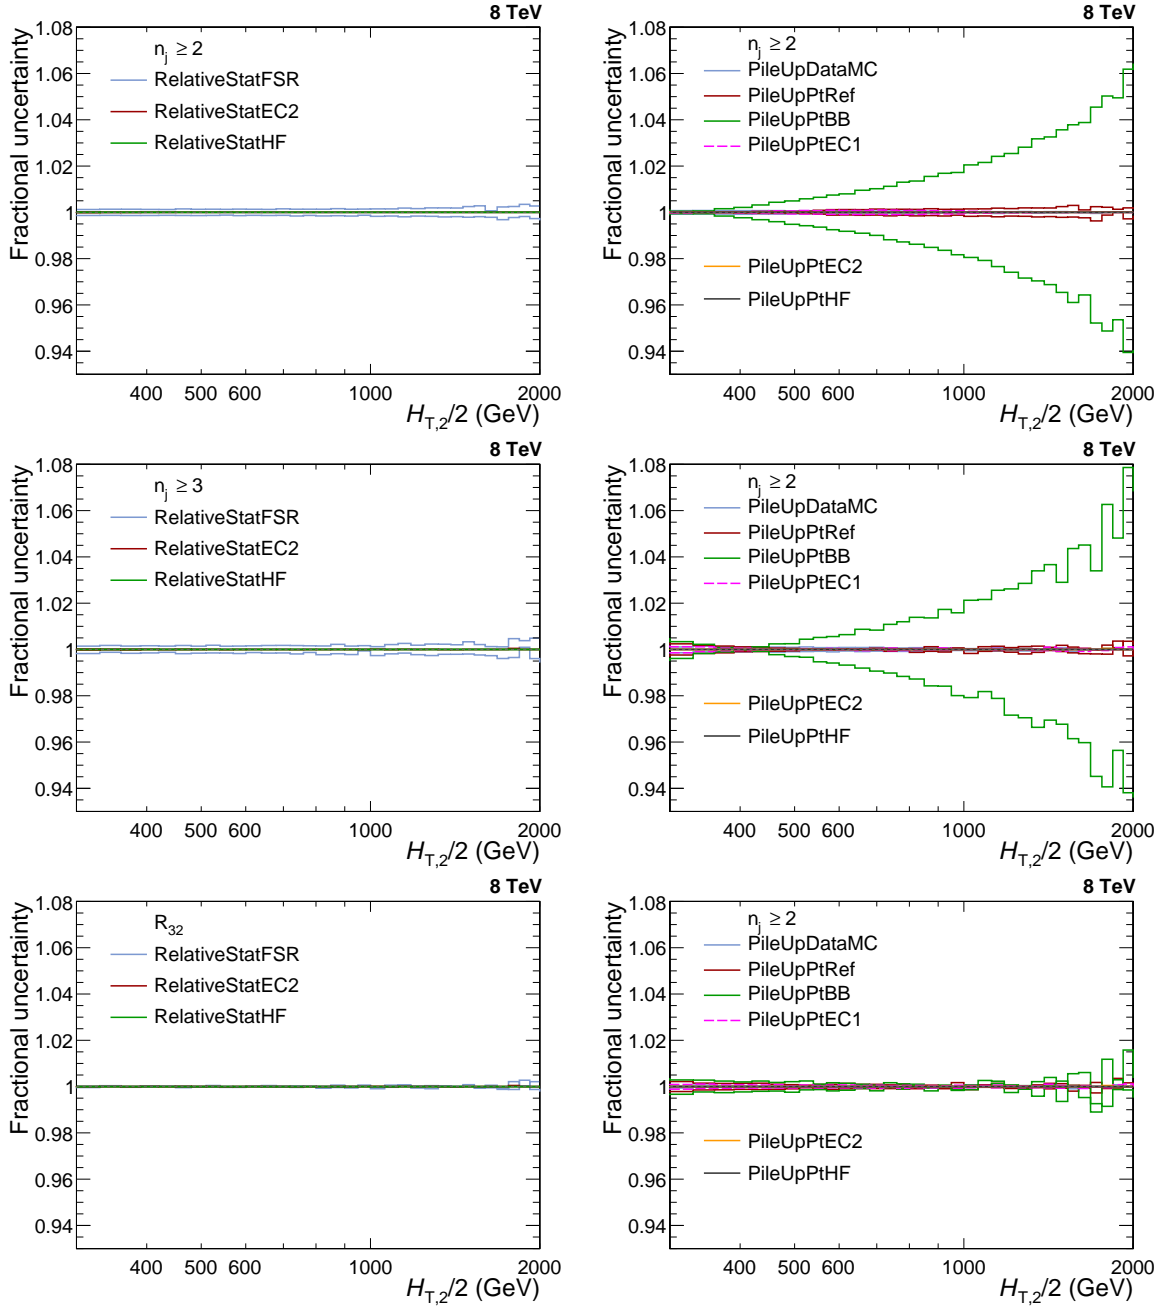 8 TeV
Fractional uncertainty
1.08
1.06
1.04
1.02
1
0.98
0.96
0.94
n_j ≥ 2
RelativeStatFSR
RelativeStatEC2
RelativeStatHF
400 500 600 1000 2000
H_T,2/2 (GeV)
8 TeV
Fractional uncertainty
1.08
1.06
1.04
1.02
1
0.98
0.96
0.94
n_j ≥ 2
PileUpDataMC
PileUpPtRef
PileUpPtBB
PileUpPtEC1
PileUpPtEC2
PileUpPtHF
400 500 600 1000 2000
H_T,2/2 (GeV)
8 TeV
Fractional uncertainty
1.08
1.06
1.04
1.02
1
0.98
0.96
0.94
n_j ≥ 3
RelativeStatFSR
RelativeStatEC2
RelativeStatHF
400 500 600 1000 2000
H_T,2/2 (GeV)
8 TeV
Fractional uncertainty
1.08
1.06
1.04
1.02
1
0.98
0.96
0.94
n_j ≥ 2
PileUpDataMC
PileUpPtRef
PileUpPtBB
PileUpPtEC1
PileUpPtEC2
PileUpPtHF
400 500 600 1000 2000
H_T,2/2 (GeV)
8 TeV
Fractional uncertainty
1.08
1.06
1.04
1.02
1
0.98
0.96
0.94
R_32
RelativeStatFSR
RelativeStatEC2
RelativeStatHF
400 500 600 1000 2000
H_T,2/2 (GeV)
8 TeV
Fractional uncertainty
1.08
1.06
1.04
1.02
1
0.98
0.96
0.94
n_j ≥ 2
PileUpDataMC
PileUpPtRef
PileUpPtBB
PileUpPtEC1
PileUpPtEC2
PileUpPtHF
400 500 600 1000 2000
H_T,2/2 (GeV)